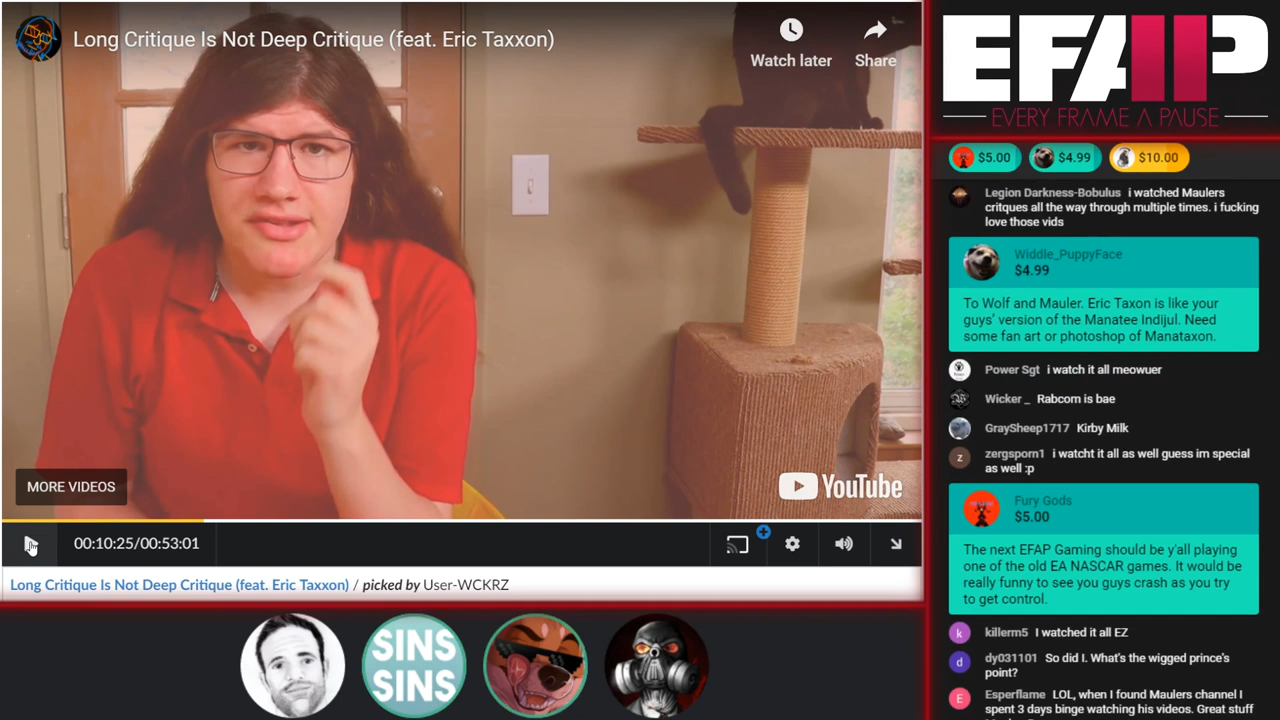 Long Critique Is Not Deep Critique (feat. Eric Taxxon)
Watch later
Share
MORE VIDEOS
YouTube
00:10:25/00:53:01
Long Critique Is Not Deep Critique (feat. Eric Taxxon) / picked by User-WCKRZ
SINS
SINS
EFAP
EVERY FRAME A PAUSE
$5.00
$4.99
$10.00
Legion Darkness-Bobulus i watched Maulers
critques all the way through multiple times. i fucking
love those vids
Widdle_PuppyFace
$4.99
To Wolf and Mauler. Eric Taxon is like your
guys' version of the Manatee Indijul. Need
some fan art or photoshop of Manataxon.
Power Sgt i watch it all meowuer
Wicker _ Rabcom is bae
GraySheep1717 Kirby Milk
z
zergsporn1 i watcht it all as well guess im special
as well :p
Fury Gods
$5.00
The next EFAP Gaming should be y'all playing
one of the old EA NASCAR games. It would be
really funny to see you guys crash as you try
to get control.
k
killerm5 I watched it all EZ
d
dy031101 So did I. What's the wigged prince's
point?
E
Esperflame LOL, when I found Maulers channel I
spent 3 days binge watching his videos. Great stuff